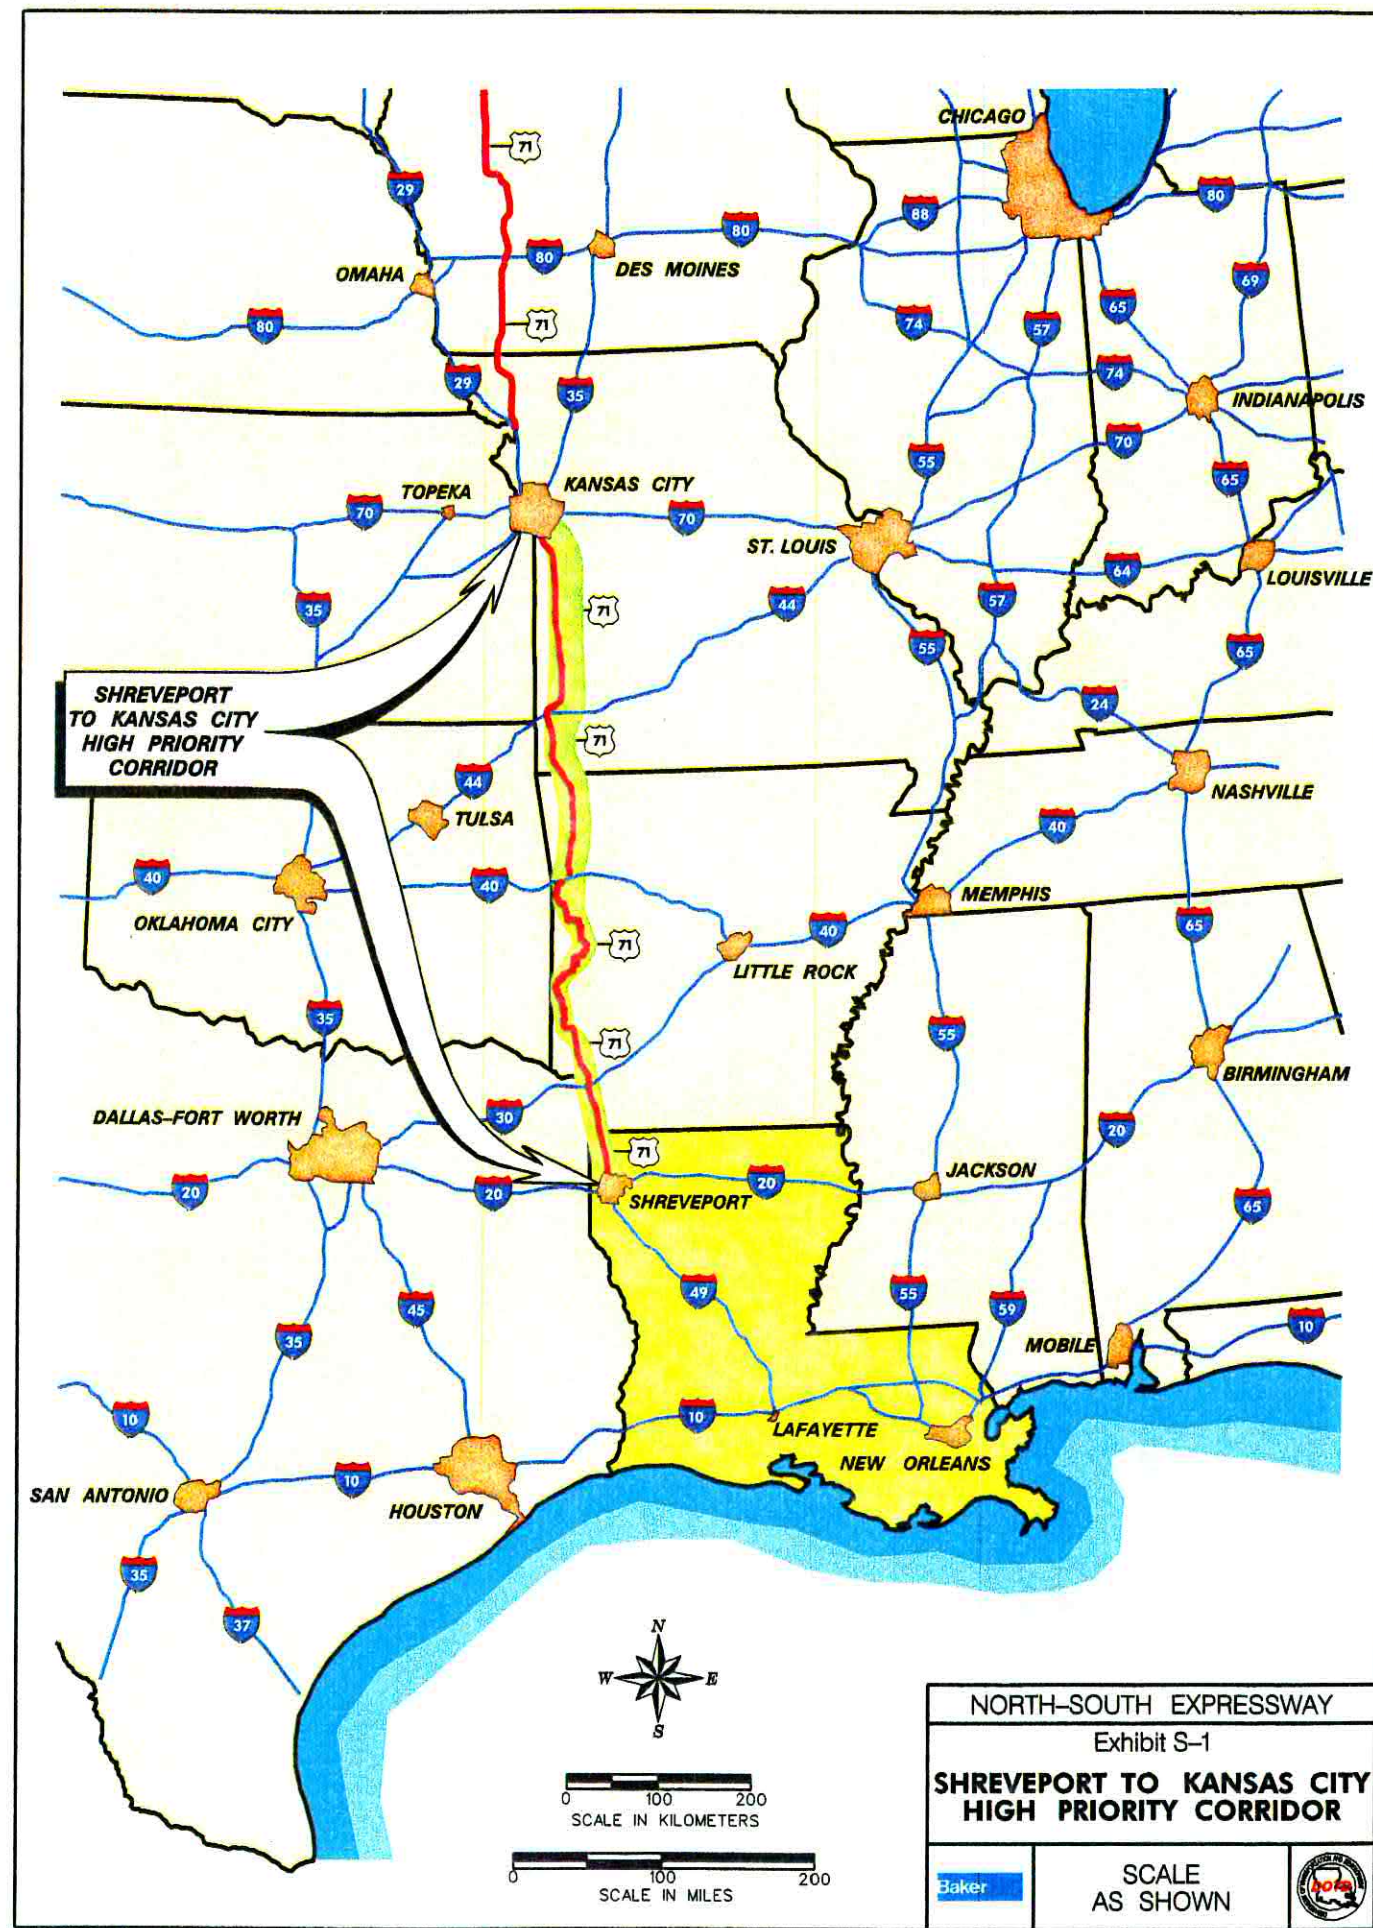 CHICAGO
71
29
88
80
80
80
OMAHA
DES MOINES
69
65
80
71
74
57
29
35
74
INDIANAPOLIS
70
55
65
TOPEKA
KANSAS CITY
70
70
ST. LOUIS
64
LOUISVILLE
35
71
44
57
55
65
SHREVEPORT
TO KANSAS CITY
HIGH PRIORITY
CORRIDOR
24
71
44
TULSA
NASHVILLE
40
40
40
MEMPHIS
OKLAHOMA CITY
65
71
40
LITTLE ROCK
35
71
55
BIRMINGHAM
DALLAS–FORT WORTH
30
20
71
20
20
SHREVEPORT
20
JACKSON
65
49
55
59
45
35
MOBILE
10
10
10
LAFAYETTE
NEW ORLEANS
SAN ANTONIO
10
HOUSTON
35
37
N
W E
S
0 100 200
SCALE IN KILOMETERS
0 100 200
SCALE IN MILES
NORTH–SOUTH EXPRESSWAY
Exhibit S–1
SHREVEPORT TO KANSAS CITY
HIGH PRIORITY CORRIDOR
Baker
SCALE
AS SHOWN
DOTD